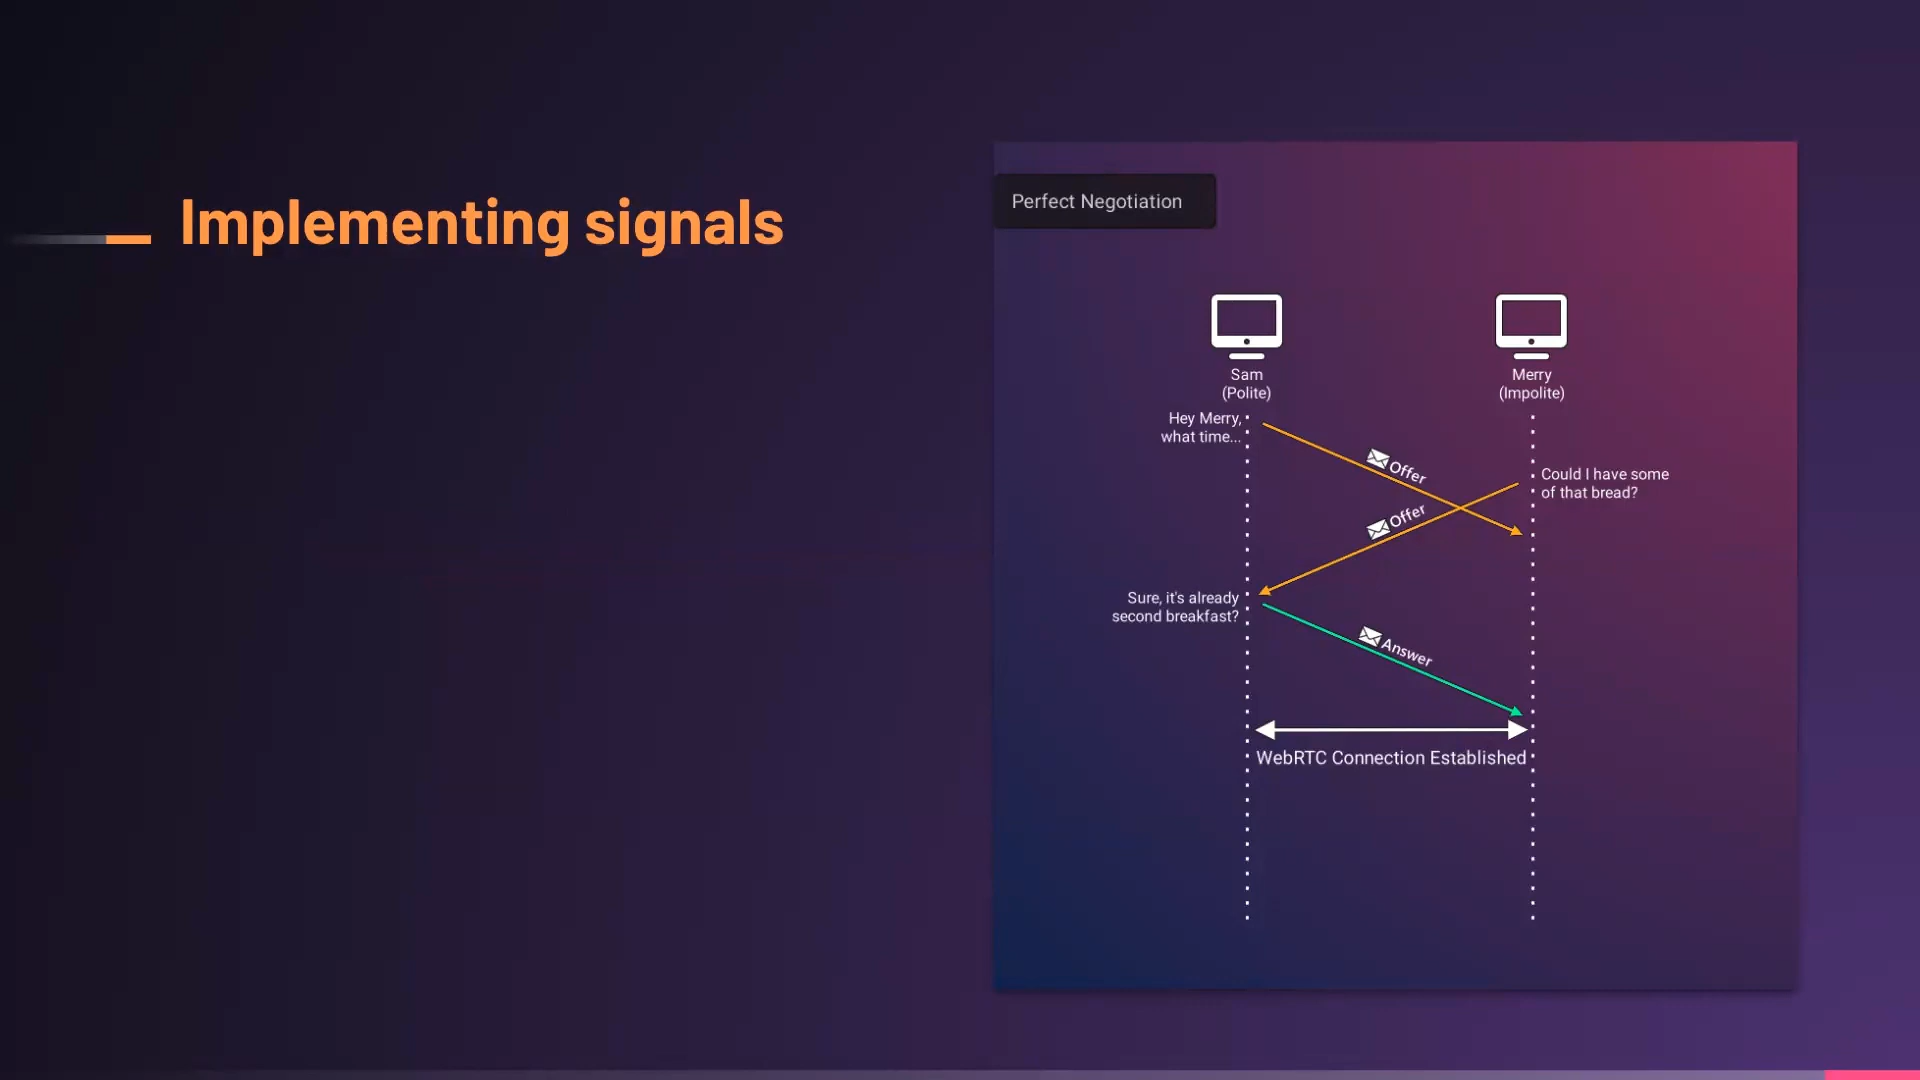 Implementing signals
Perfect Negotiation
Sam
(Polite)
Merry
(Impolite)
Hey Merry,
what time...
Offer
Could I have some
of that bread?
Offer
Sure, it's already
second breakfast?
Answer
WebRTC Connection Established